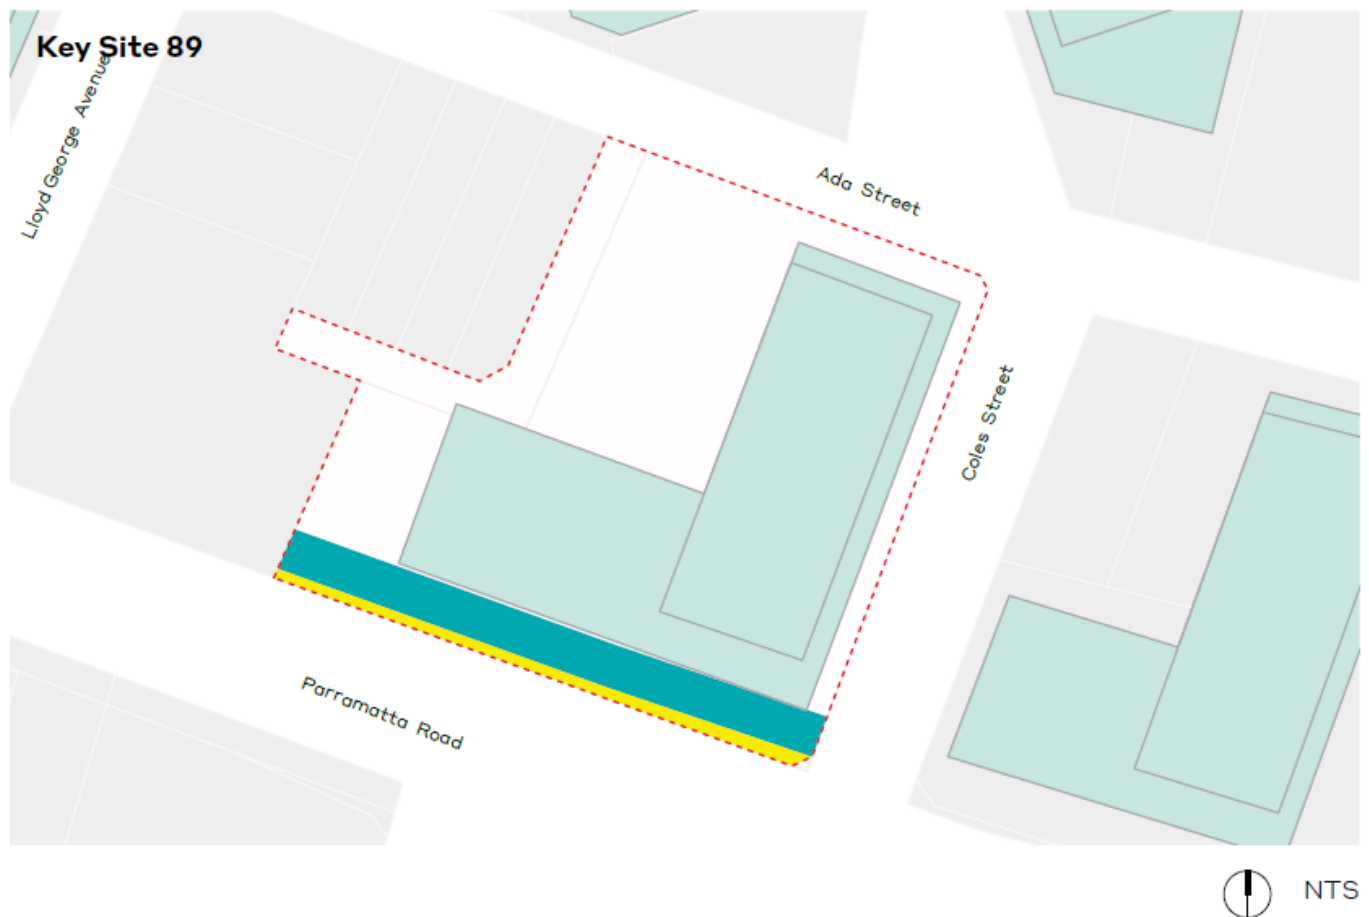 Key Site 89
Lloyd George Avenue
Ada Street
Coles Street
Parramatta Road
NTS